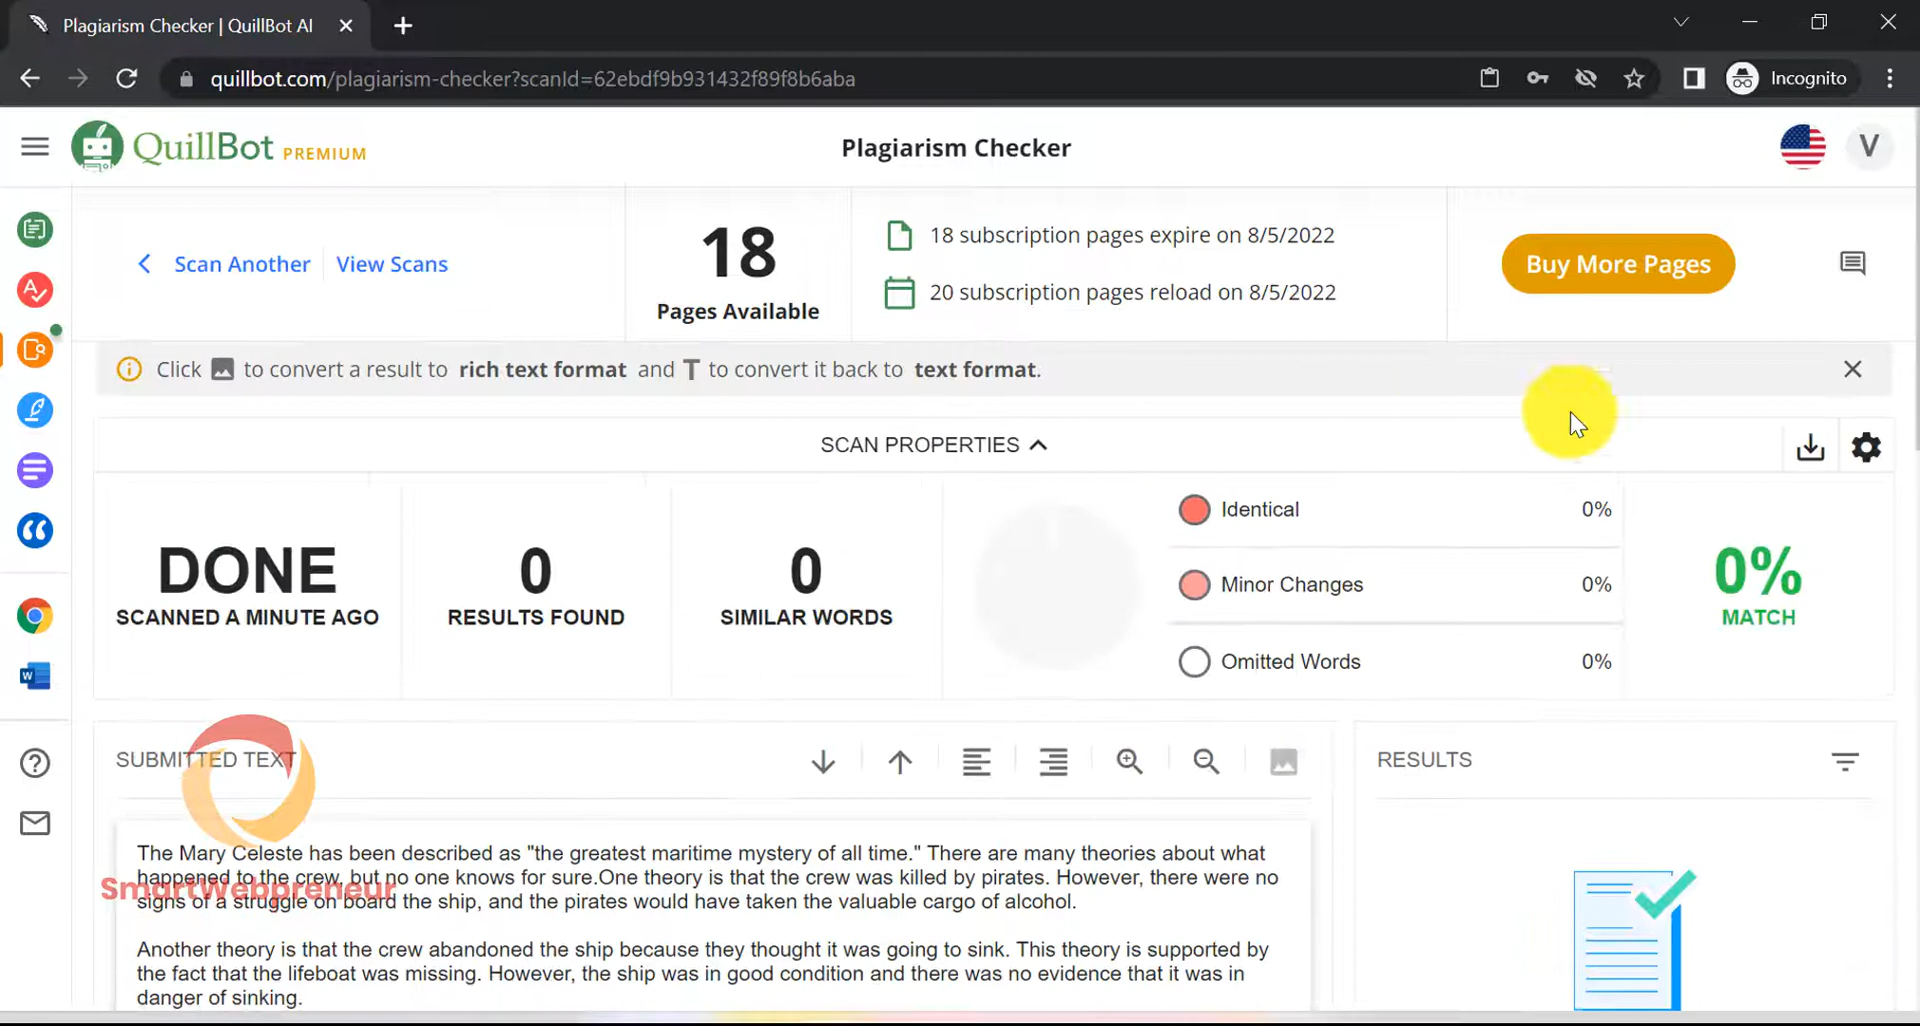 Plagiarism Checker | QuillBot AI
quillbot.com/plagiarism-checker?scanId=62ebdf9b931432f89f8b6aba
Incognito
QuillBot PREMIUM
Plagiarism Checker
V
Scan Another
View Scans
18
Pages Available
18 subscription pages expire on 8/5/2022
20 subscription pages reload on 8/5/2022
Buy More Pages
Click to convert a result to rich text format and T to convert it back to text format.
SCAN PROPERTIES
DONE
SCANNED A MINUTE AGO
0
RESULTS FOUND
0
SIMILAR WORDS
Identical 0%
Minor Changes 0%
Omitted Words 0%
0%
MATCH
SUBMITTED TEXT
RESULTS
The Mary Celeste has been described as "the greatest maritime mystery of all time." There are many theories about what
happened to the crew, but no one knows for sure.One theory is that the crew was killed by pirates. However, there were no
signs of a struggle on board the ship, and the pirates would have taken the valuable cargo of alcohol.
SmartWebpreneur
Another theory is that the crew abandoned the ship because they thought it was going to sink. This theory is supported by
the fact that the lifeboat was missing. However, the ship was in good condition and there was no evidence that it was in
danger of sinking.
W